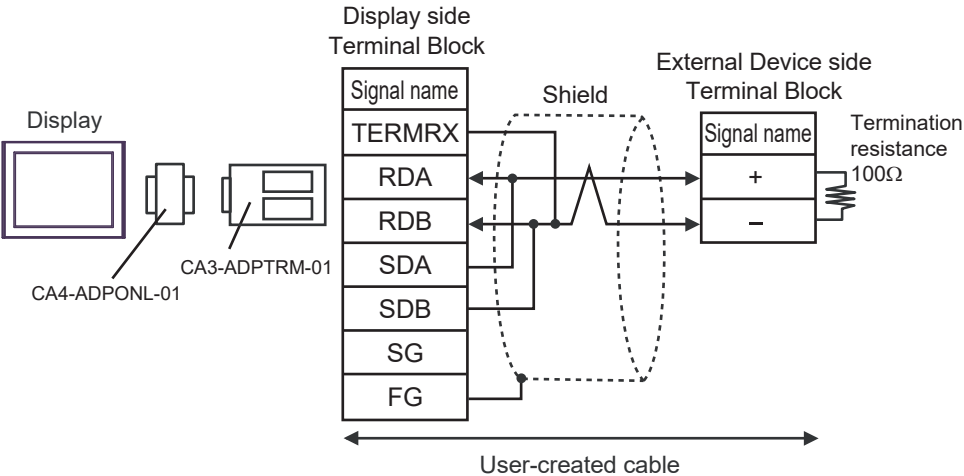 Display side
Terminal Block
External Device side
Terminal Block
Signal name
Shield
Display
TERMRX
Signal name
Termination
resistance
100Ω
RDA
+
RDB
−
SDA
CA3-ADPTRM-01
CA4-ADPONL-01
SDB
SG
FG
User-created cable